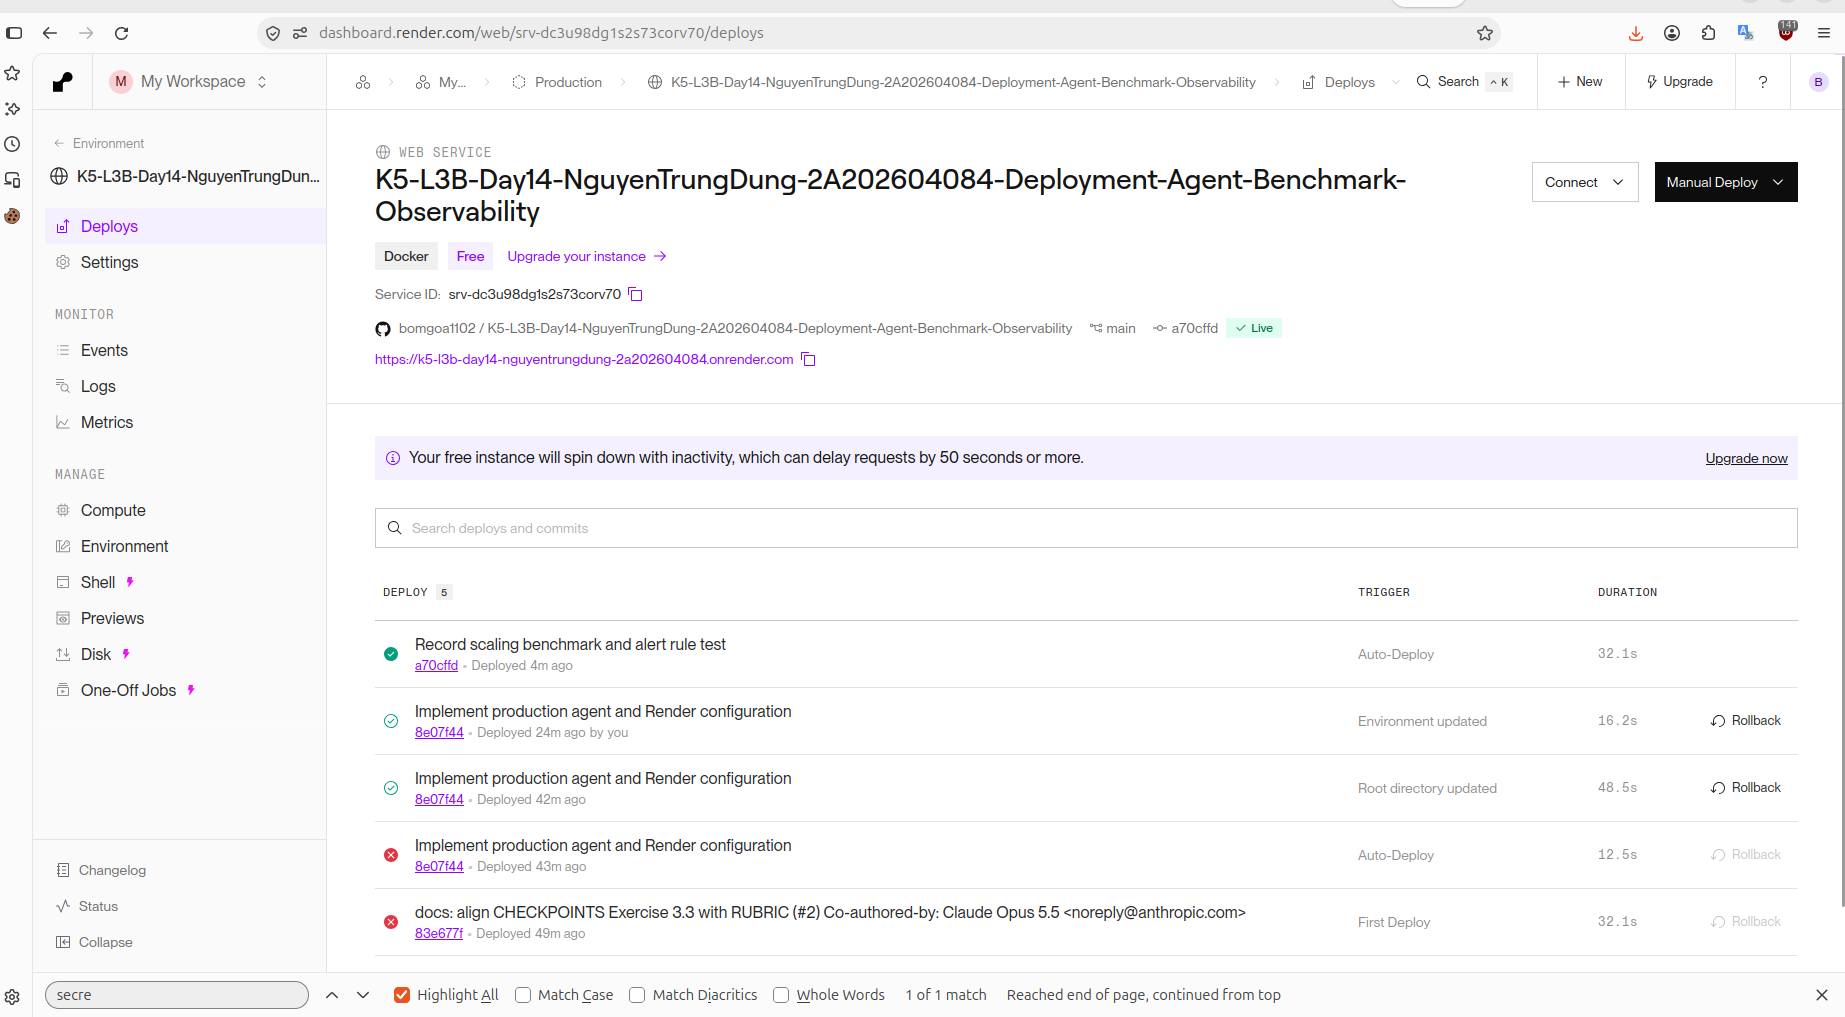 dashboard.render.com/web/srv-dc3u98dg1s2s73corv70/deploys
141
M My Workspace
My...
Production
K5-L3B-Day14-NguyenTrungDung-2A202604084-Deployment-Agent-Benchmark-Observability
Deploys
Search ^ K
+ New
Upgrade
?
B
← Environment
K5-L3B-Day14-NguyenTrungDun...
Deploys
Settings
MONITOR
Events
Logs
Metrics
MANAGE
Compute
Environment
Shell
Previews
Disk
One-Off Jobs
Changelog
Status
Collapse
WEB SERVICE
K5-L3B-Day14-NguyenTrungDung-2A202604084-Deployment-Agent-Benchmark-
Observability
Connect
Manual Deploy
Docker Free Upgrade your instance →
Service ID: srv-dc3u98dg1s2s73corv70
bomgoa1102 / K5-L3B-Day14-NguyenTrungDung-2A202604084-Deployment-Agent-Benchmark-Observability main a70cffd ✓ Live
https://k5-l3b-day14-nguyentrungdung-2a202604084.onrender.com
Your free instance will spin down with inactivity, which can delay requests by 50 seconds or more.
Upgrade now
Search deploys and commits
DEPLOY 5 TRIGGER DURATION
Record scaling benchmark and alert rule test
a70cffd • Deployed 4m ago
Auto-Deploy 32.1s
Implement production agent and Render configuration
8e07f44 • Deployed 24m ago by you
Environment updated 16.2s Rollback
Implement production agent and Render configuration
8e07f44 • Deployed 42m ago
Root directory updated 48.5s Rollback
Implement production agent and Render configuration
8e07f44 • Deployed 43m ago
Auto-Deploy 12.5s Rollback
docs: align CHECKPOINTS Exercise 3.3 with RUBRIC (#2) Co-authored-by: Claude Opus 5.5 <noreply@anthropic.com>
83e677f • Deployed 49m ago
First Deploy 32.1s Rollback
secre
Highlight All
Match Case
Match Diacritics
Whole Words
1 of 1 match
Reached end of page, continued from top